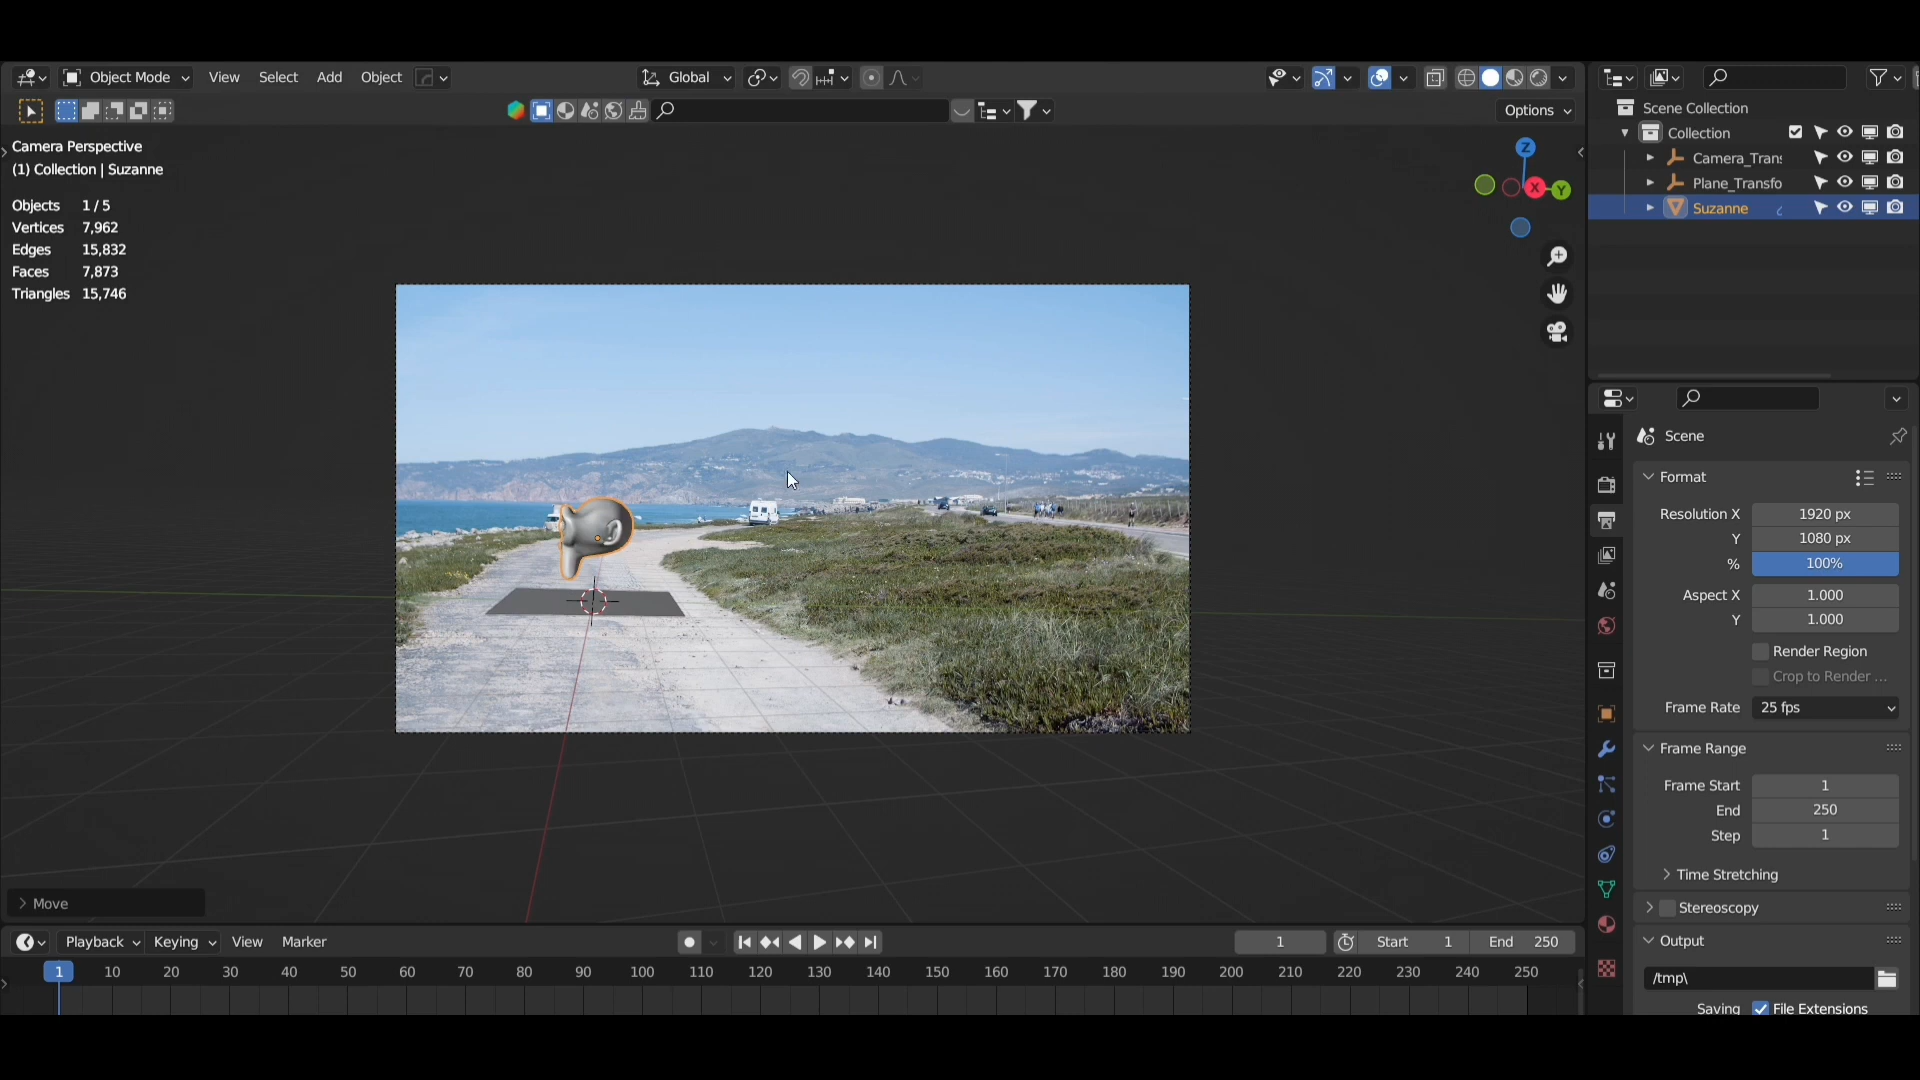 Object Mode View Select Add Object Global
Options
Camera Perspective
(1) Collection | Suzanne
Objects 1 / 5
Vertices 7,962
Edges 15,832
Faces 7,873
Triangles 15,746
Z
X
Y
Move
Playback Keying View Marker 1 Start 1 End 250
1 10 20 30 40 50 60 70 80 90 100 110 120 130 140 150 160 170 180 190 200 210 220 230 240 250
Scene Collection
Collection
Camera_Trans
Plane_Transfo
Suzanne
Scene
Format
Resolution X 1920 px
Y 1080 px
% 100%
Aspect X 1.000
Y 1.000
Render Region
Crop to Render ...
Frame Rate 25 fps
Frame Range
Frame Start 1
End 250
Step 1
Time Stretching
Stereoscopy
Output
/tmp\
Saving File Extensions